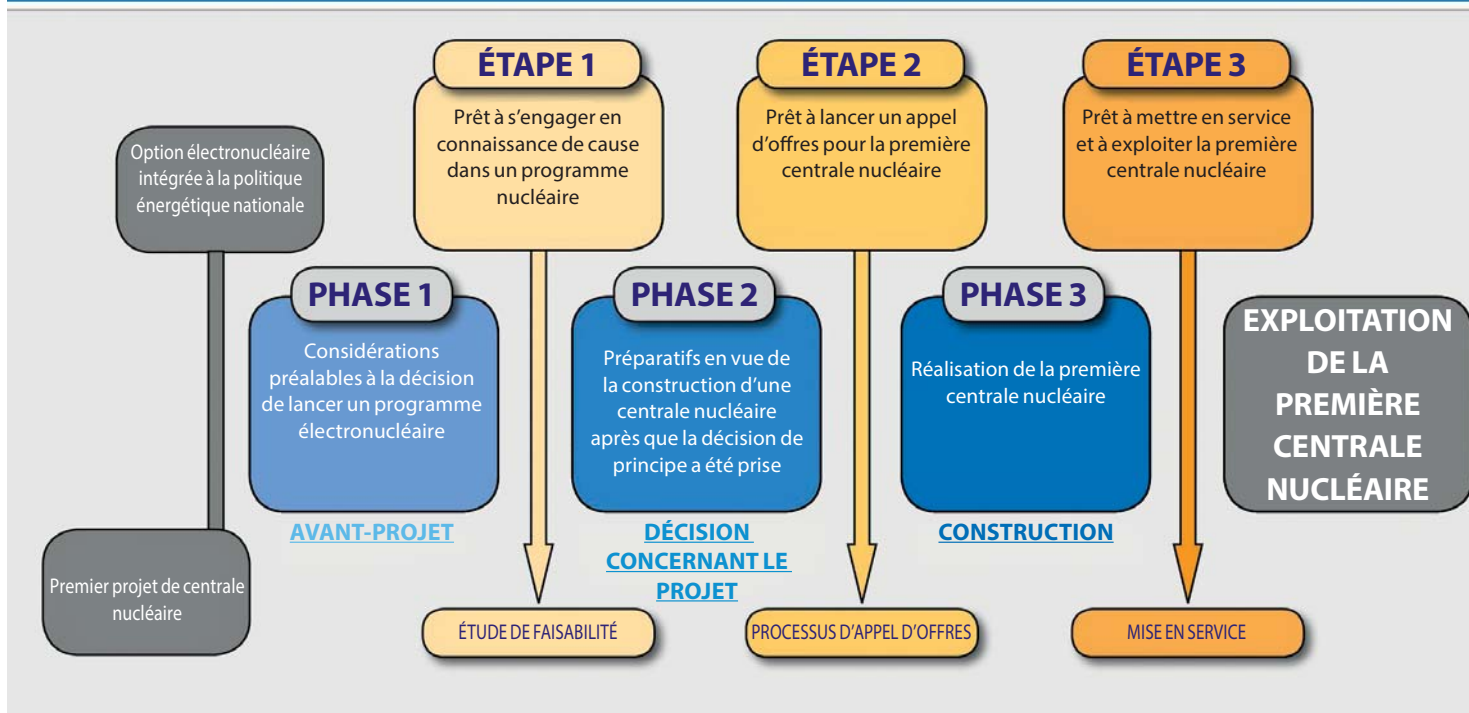 ÉTAPE 1
Prêt à s’engager en
connaissance de cause
dans un programme
nucléaire
ÉTAPE 2
Prêt à lancer un appel
d’offres pour la première
centrale nucléaire
ÉTAPE 3
Prêt à mettre en service
et à exploiter la première
centrale nucléaire
Option électronucléaire
intégrée à la politique
énergétique nationale
PHASE 1
Considérations
préalables à la décision
de lancer un programme
électronucléaire
AVANT-PROJET
PHASE 2
Préparatifs en vue de
la construction d’une
centrale nucléaire
après que la décision de
principe a été prise
DÉCISION
CONCERNANT LE
PROJET
PHASE 3
Réalisation de la première
centrale nucléaire
CONSTRUCTION
EXPLOITATION
DE LA
PREMIÈRE
CENTRALE
NUCLÉAIRE
Premier projet de centrale
nucléaire
ÉTUDE DE FAISABILITÉ
PROCESSUS D’APPEL D’OFFRES
MISE EN SERVICE